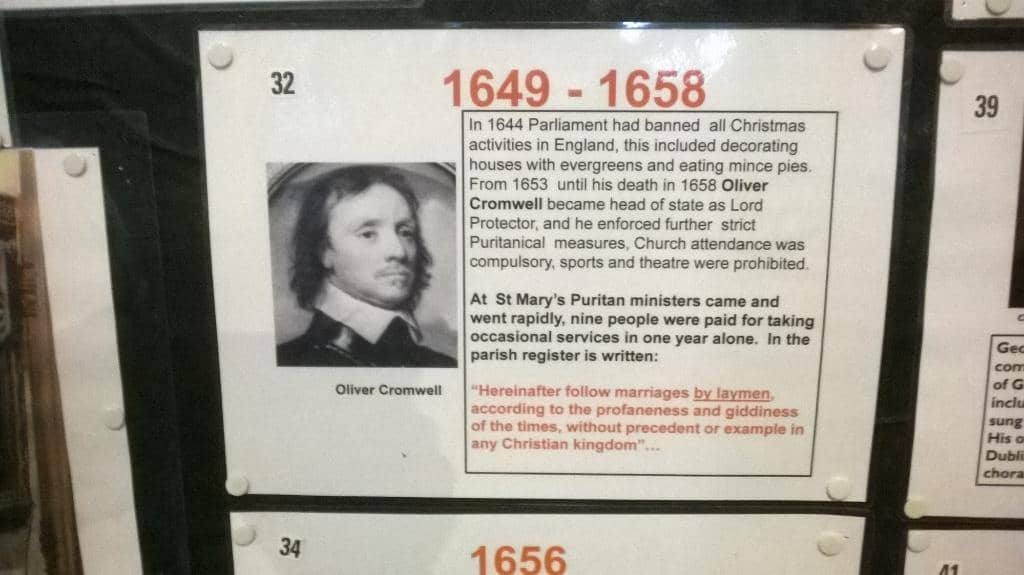 32
1649 - 1658
In 1644 Parliament had banned all Christmas
activities in England, this included decorating
houses with evergreens and eating mince pies.
From 1653 until his death in 1658 Oliver
Cromwell became head of state as Lord
Protector, and he enforced further strict
Puritanical measures, Church attendance was
compulsory, sports and theatre were prohibited.
At St Mary's Puritan ministers came and
went rapidly, nine people were paid for taking
occasional services in one year alone. In the
parish register is written:
"Hereinafter follow marriages by laymen,
according to the profaneness and giddiness
of the times, without precedent or example in
any Christian kingdom"...
Oliver Cromwell
34
1656
39
of G
sung
His o
41